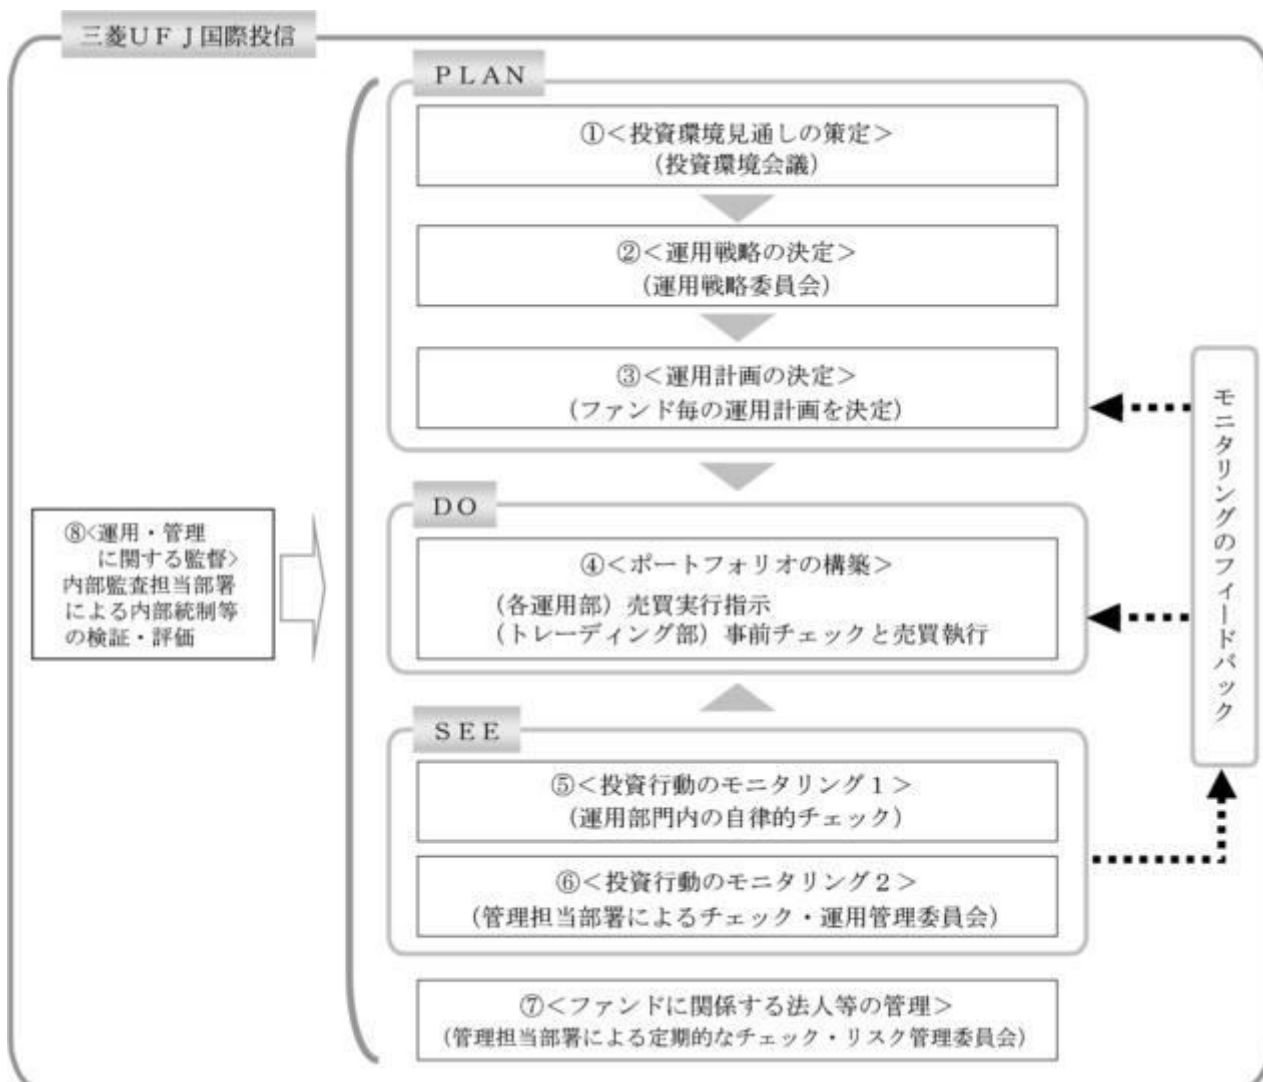 三菱UFJ国際投信
PLAN
①＜投資環境見通しの策定＞
（投資環境会議）
②＜運用戦略の決定＞
（運用戦略委員会）
③＜運用計画の決定＞
（ファンド毎の運用計画を決定）
モニタリングのフィードバック
DO
④＜ポートフォリオの構築＞
（各運用部）売買実行指示
（トレーディング部）事前チェックと売買執行
⑧<運用・管理
に関する監督>
内部監査担当部署
による内部統制等
の検証・評価
SEE
⑤＜投資行動のモニタリング１＞
（運用部門内の自律的チェック）
⑥＜投資行動のモニタリング２＞
（管理担当部署によるチェック・運用管理委員会）
⑦＜ファンドに関係する法人等の管理＞
（管理担当部署による定期的なチェック・リスク管理委員会）